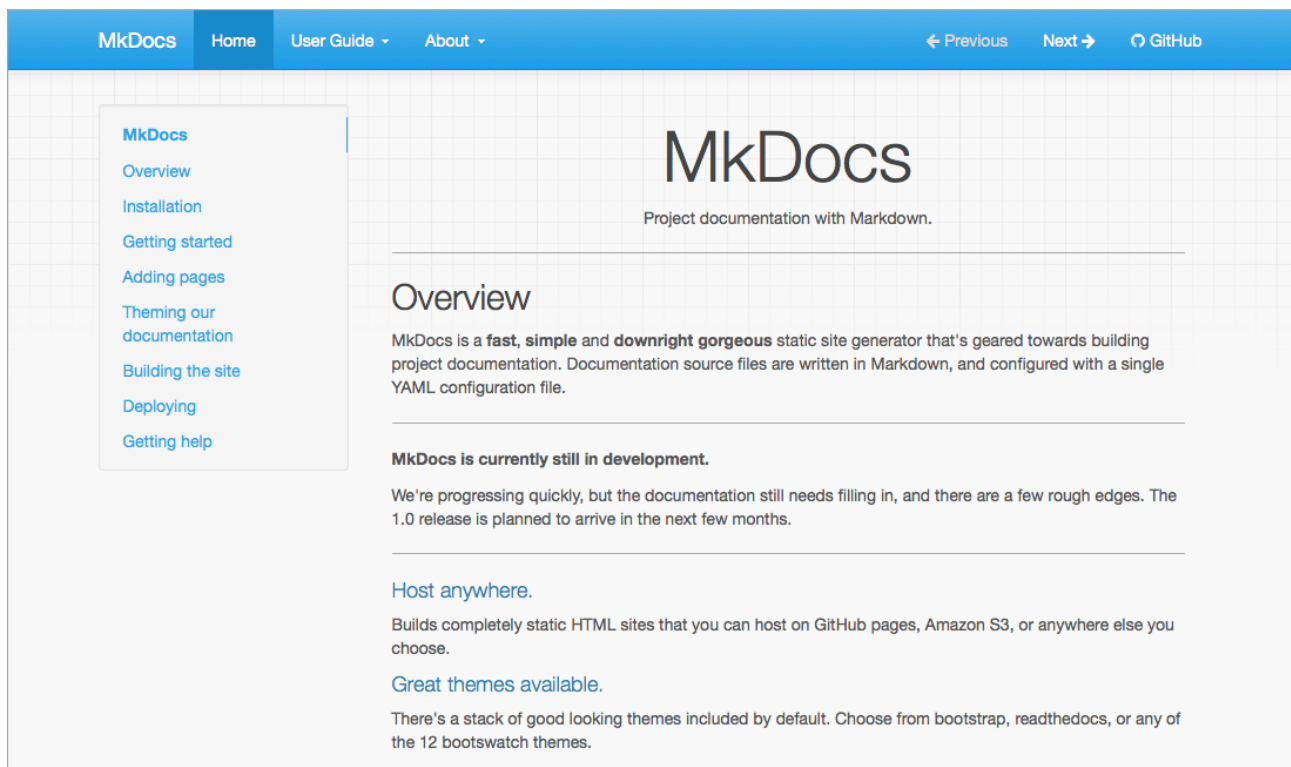 MkDocs Home User Guide About Previous Next GitHub
MkDocs
Overview
Installation
Getting started
Adding pages
Theming our
documentation
Building the site
Deploying
Getting help
MkDocs
Project documentation with Markdown.
Overview
MkDocs is a fast, simple and downright gorgeous static site generator that's geared towards building
project documentation. Documentation source files are written in Markdown, and configured with a single
YAML configuration file.
MkDocs is currently still in development.
We're progressing quickly, but the documentation still needs filling in, and there are a few rough edges. The
1.0 release is planned to arrive in the next few months.
Host anywhere.
Builds completely static HTML sites that you can host on GitHub pages, Amazon S3, or anywhere else you
choose.
Great themes available.
There's a stack of good looking themes included by default. Choose from bootstrap, readthedocs, or any of
the 12 bootswatch themes.